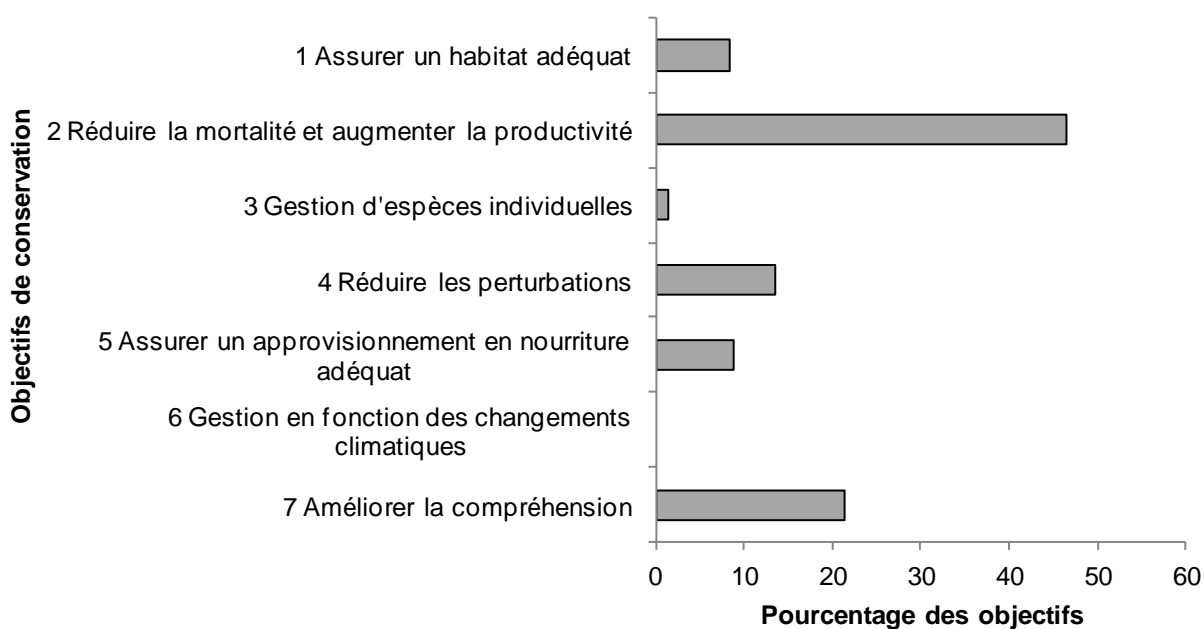 Objectifs de conservation
1 Assurer un habitat adéquat
2 Réduire la mortalité et augmenter la productivité
3 Gestion d'espèces individuelles
4 Réduire les perturbations
5 Assurer un approvisionnement en nourriture
adéquat
6 Gestion en fonction des changements
climatiques
7 Améliorer la compréhension
0 10 20 30 40 50 60
Pourcentage des objectifs